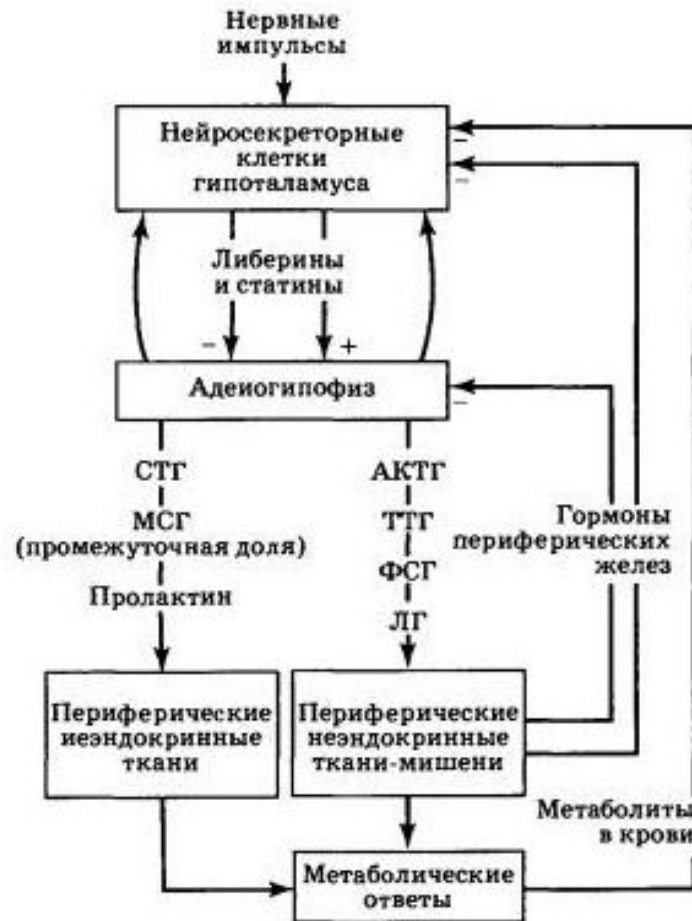 Нервные
импульсы
Нейросекреторные
клетки
гипоталамуса
Либерины
и статины
Адеиогипофиз
СТГ
МСГ
(промежуточная доля)
Пролактин
АКТГ
ТТГ
ФСГ
ЛГ
Гормоны
периферических
желез
Периферические
иеэндокринные
ткани
Периферические
неэндокринные
ткани-мишени
Метаболиты
в крови
Метаболические
ответы